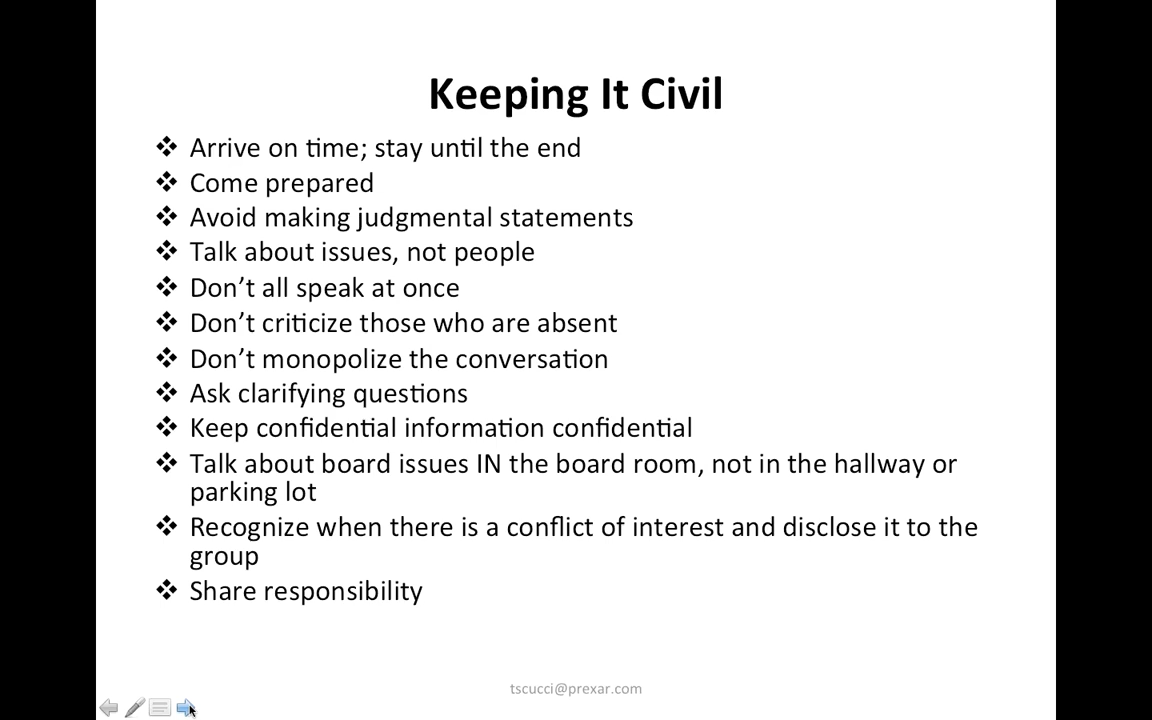 Keeping It Civil
❖ Arrive on time; stay until the end
❖ Come prepared
❖ Avoid making judgmental statements
❖ Talk about issues, not people
❖ Don’t all speak at once
❖ Don’t criticize those who are absent
❖ Don’t monopolize the conversation
❖ Ask clarifying questions
❖ Keep confidential information confidential
❖ Talk about board issues IN the board room, not in the hallway or
parking lot
❖ Recognize when there is a conflict of interest and disclose it to the
group
❖ Share responsibility
tscucci@prexar.com